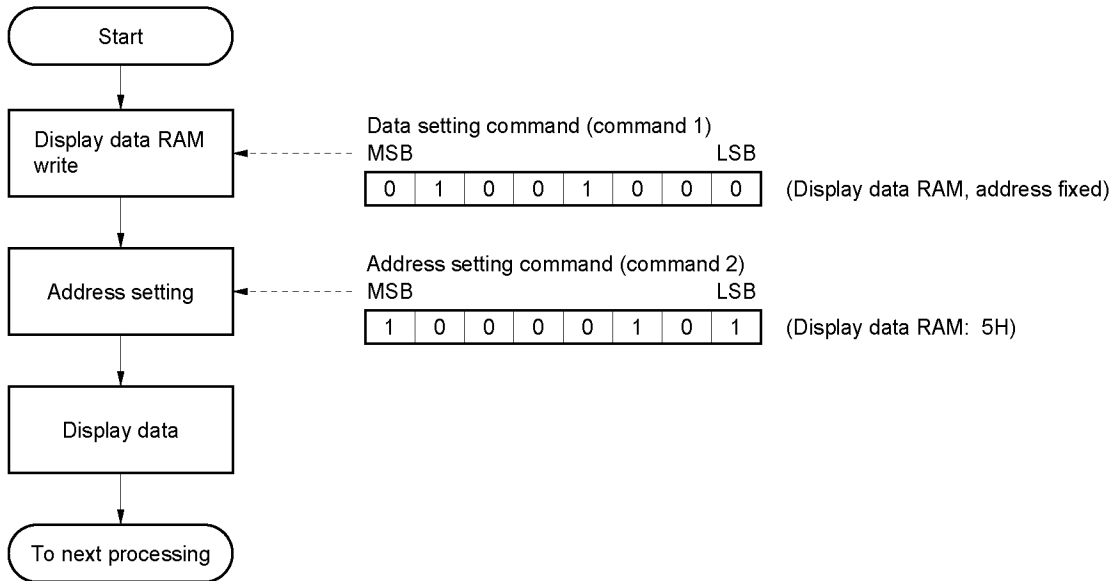 Start
Display data RAM
write
Data setting command (command 1)
MSB LSB
0 1 0 0 1 0 0 0 (Display data RAM, address fixed)
Address setting
Address setting command (command 2)
MSB LSB
1 0 0 0 0 1 0 1 (Display data RAM: 5H)
Display data
To next processing